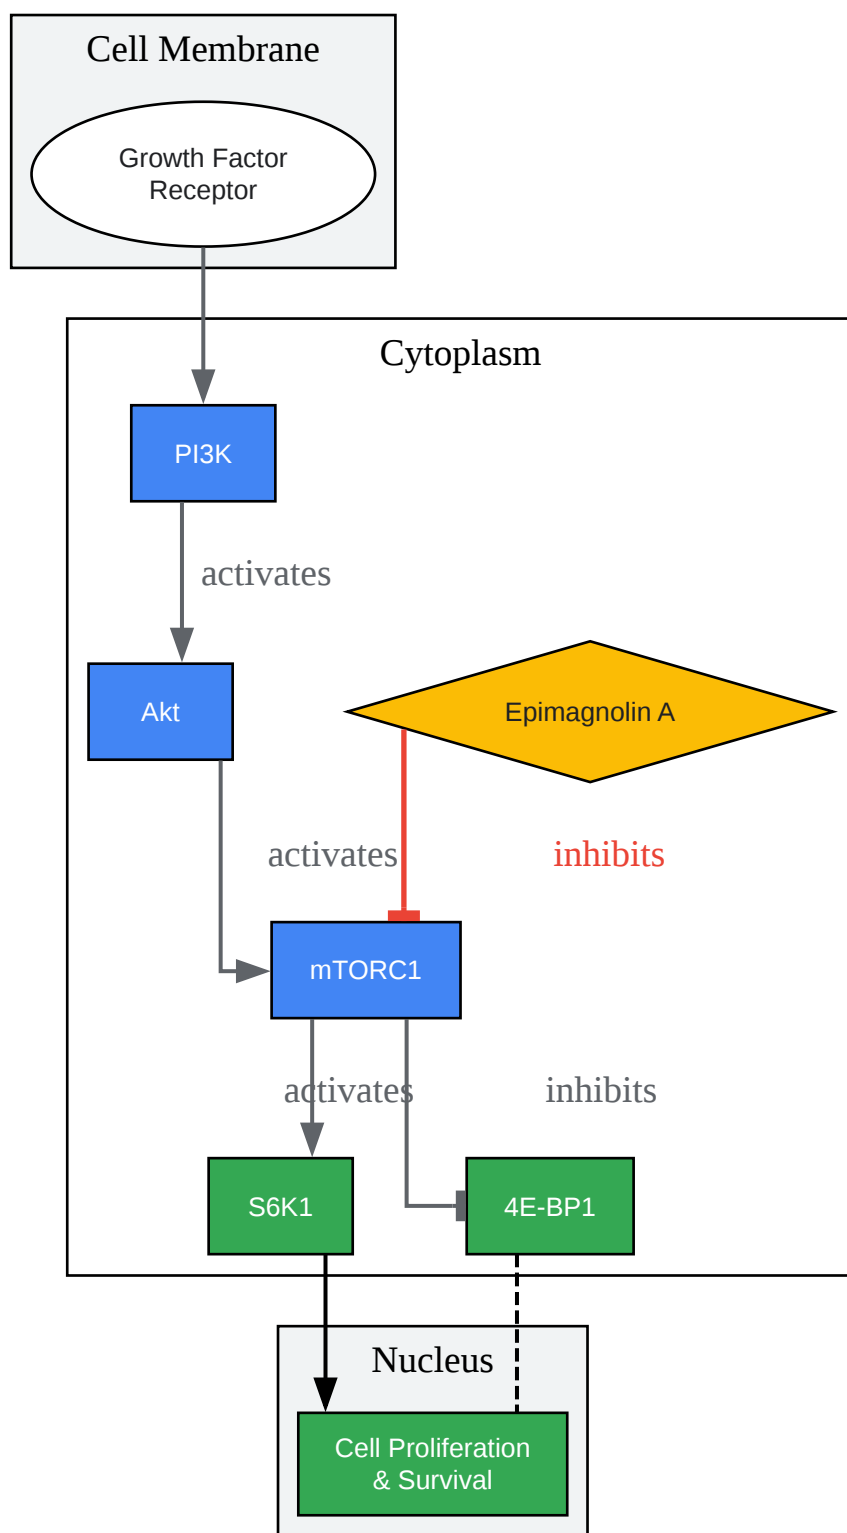 Cell Membrane
Growth Factor
Receptor
Cytoplasm
PI3K
activates
Akt
Epimagnolin A
activates
inhibits
mTORC1
activates
inhibits
S6K1
4E-BP1
Nucleus
Cell Proliferation
& Survival